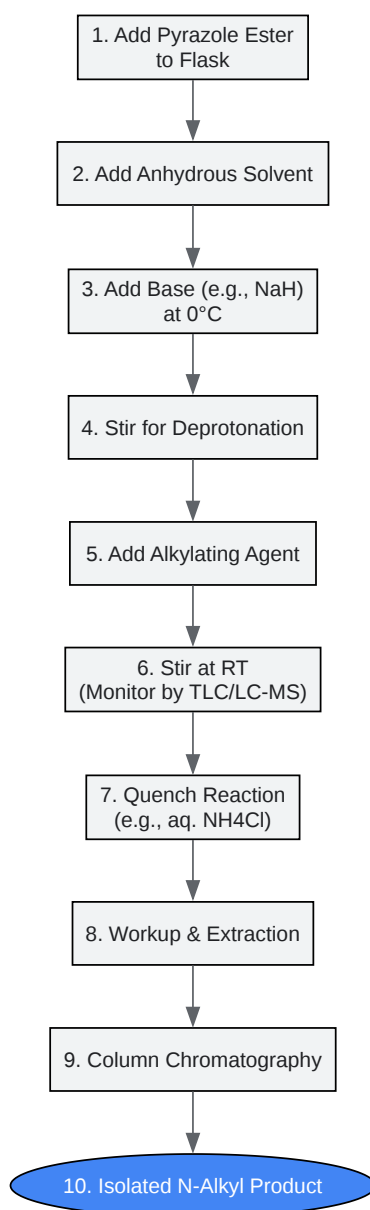 1. Add Pyrazole Ester
to Flask
2. Add Anhydrous Solvent
3. Add Base (e.g., NaH)
at 0°C
4. Stir for Deprotonation
5. Add Alkylating Agent
6. Stir at RT
(Monitor by TLC/LC-MS)
7. Quench Reaction
(e.g., aq. NH4Cl)
8. Workup & Extraction
9. Column Chromatography
10. Isolated N-Alkyl Product